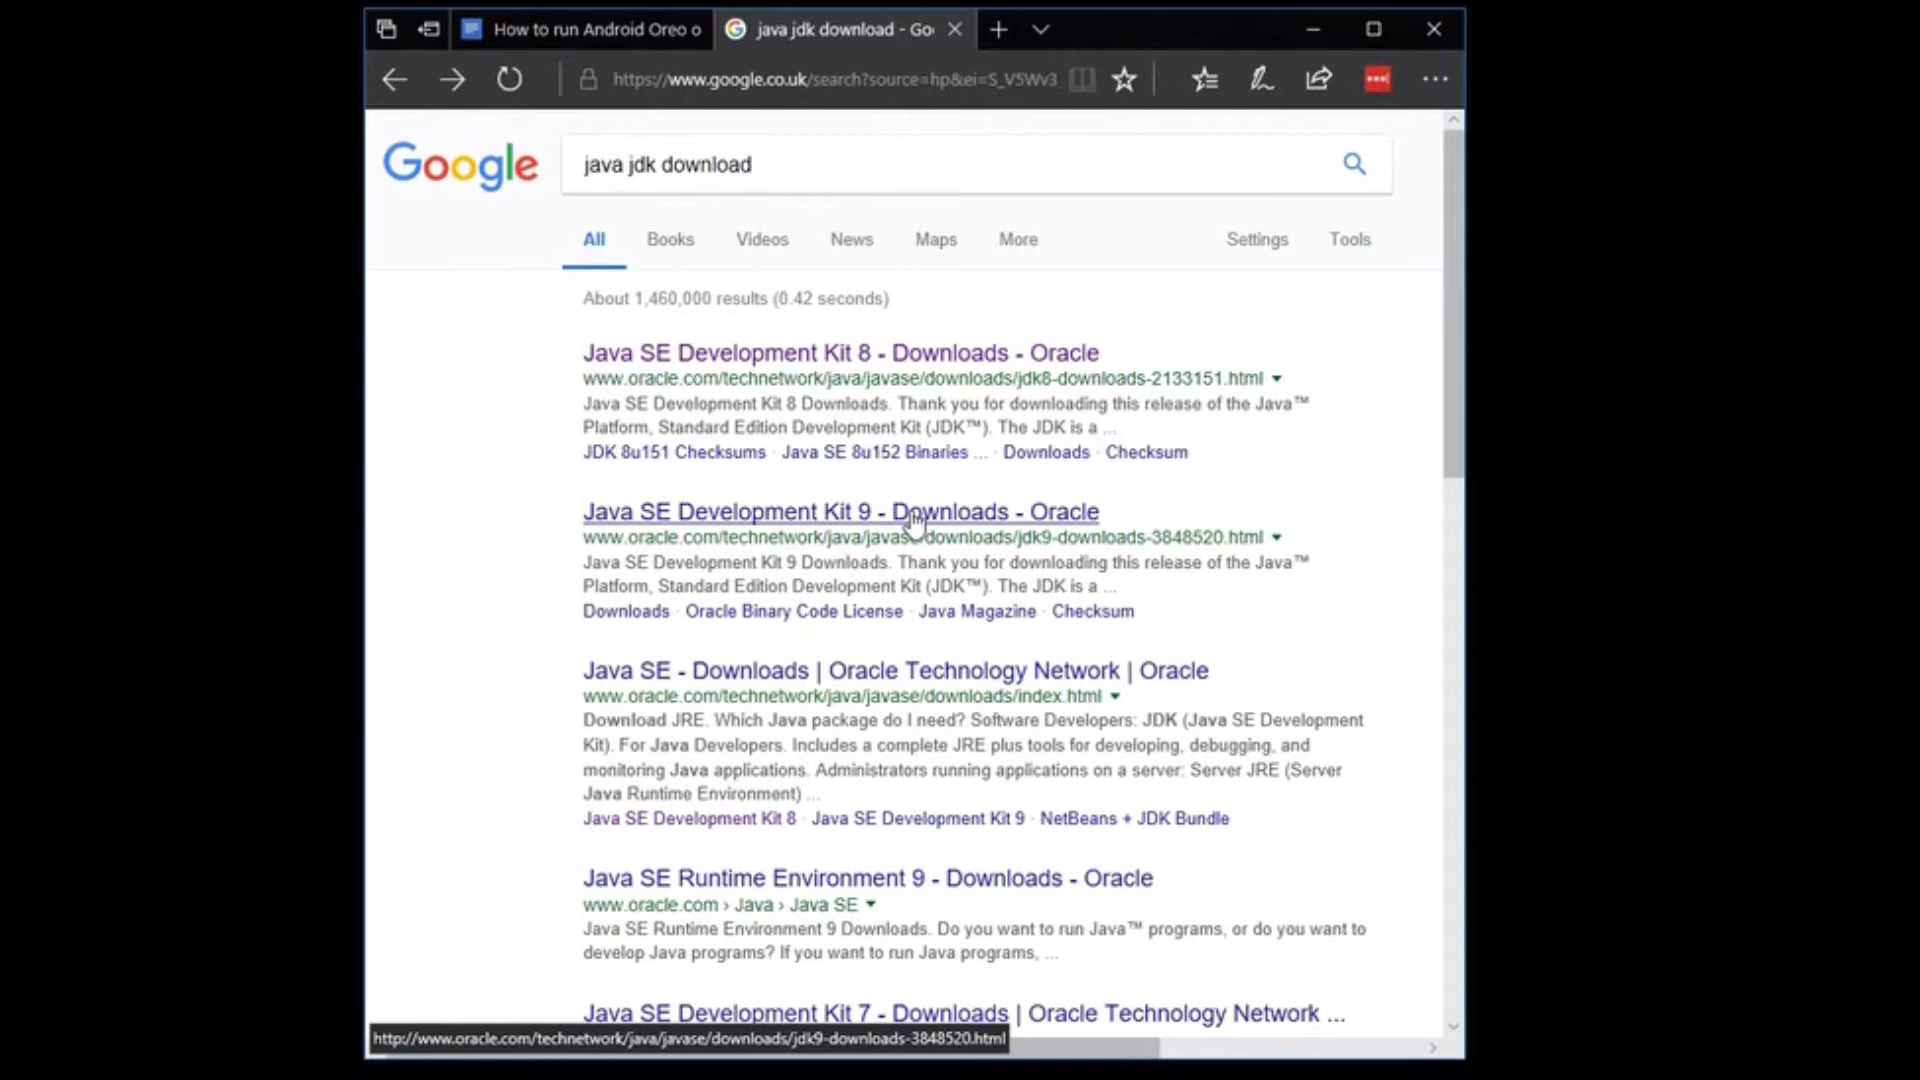 How to run Android Oreo o
java jdk download - Go
https://www.google.co.uk/search?source=hp&ei=S_V5Wv3
Google
java jdk download
All Books Videos News Maps More Settings Tools
About 1,460,000 results (0.42 seconds)
Java SE Development Kit 8 - Downloads - Oracle
www.oracle.com/technetwork/java/javase/downloads/jdk8-downloads-2133151.html
Java SE Development Kit 8 Downloads. Thank you for downloading this release of the Java™
Platform, Standard Edition Development Kit (JDK™). The JDK is a ...
JDK 8u151 Checksums · Java SE 8u152 Binaries ... · Downloads · Checksum
Java SE Development Kit 9 - Downloads - Oracle
www.oracle.com/technetwork/java/javase/downloads/jdk9-downloads-3848520.html
Java SE Development Kit 9 Downloads. Thank you for downloading this release of the Java™
Platform, Standard Edition Development Kit (JDK™). The JDK is a ...
Downloads · Oracle Binary Code License · Java Magazine · Checksum
Java SE - Downloads | Oracle Technology Network | Oracle
www.oracle.com/technetwork/java/javase/downloads/index.html
Download JRE. Which Java package do I need? Software Developers: JDK (Java SE Development
Kit). For Java Developers. Includes a complete JRE plus tools for developing, debugging, and
monitoring Java applications. Administrators running applications on a server: Server JRE (Server
Java Runtime Environment) ...
Java SE Development Kit 8 · Java SE Development Kit 9 · NetBeans + JDK Bundle
Java SE Runtime Environment 9 - Downloads - Oracle
www.oracle.com › Java › Java SE
Java SE Runtime Environment 9 Downloads. Do you want to run Java™ programs, or do you want to
develop Java programs? If you want to run Java programs, ...
Java SE Development Kit 7 - Downloads | Oracle Technology Network ...
http://www.oracle.com/technetwork/java/javase/downloads/jdk9-downloads-3848520.html